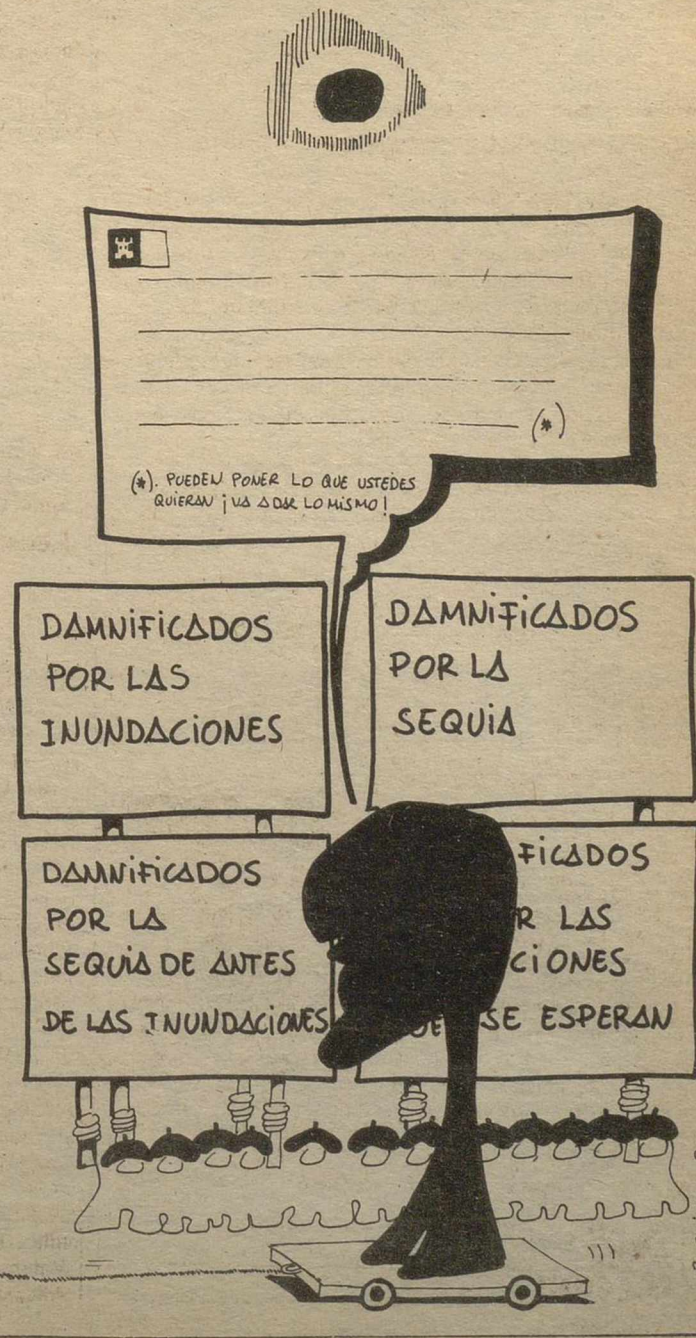 (*)
(*). PUEDEN PONER LO QUE USTEDES
QUIERAN ¡VA A DAR LO MISMO!
DAMNIFICADOS
POR LAS
INUNDACIONES
DAMNIFICADOS
POR LA
SEQUIA
DAMNIFICADOS
POR LA
SEQUIA DE ANTES
DE LAS INUNDACIONES
FICADOS
R LAS
CIONES
SE ESPERAN